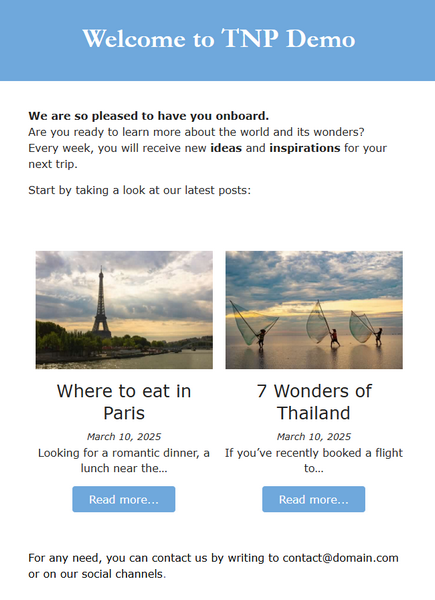 Welcome to TNP Demo
We are so pleased to have you onboard.
Are you ready to learn more about the world and its wonders?
Every week, you will receive new ideas and inspirations for your
next trip.
Start by taking a look at our latest posts:
Where to eat in
Paris
March 10, 2025
Looking for a romantic dinner, a
lunch near the...
Read more...
7 Wonders of
Thailand
March 10, 2025
If you’ve recently booked a flight
to...
Read more...
For any need, you can contact us by writing to contact@domain.com
or on our social channels.